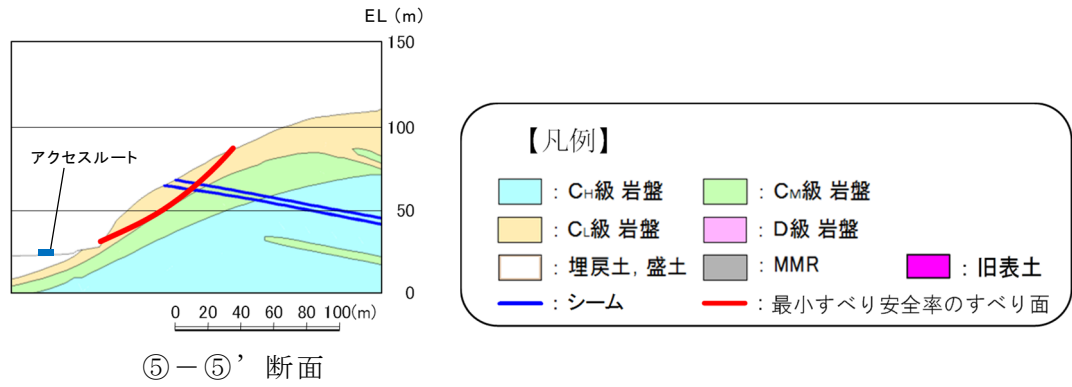 EL (m)
150
100
50
0
アクセスルート
0 20 40 60 80 100(m)
⑤－⑤’断面
【凡例】
：CH級 岩盤
：CM級 岩盤
：CL級 岩盤
：D級 岩盤
：埋戻土, 盛土
：MMR
：旧表土
：シーム
：最小すべり安全率のすべり面